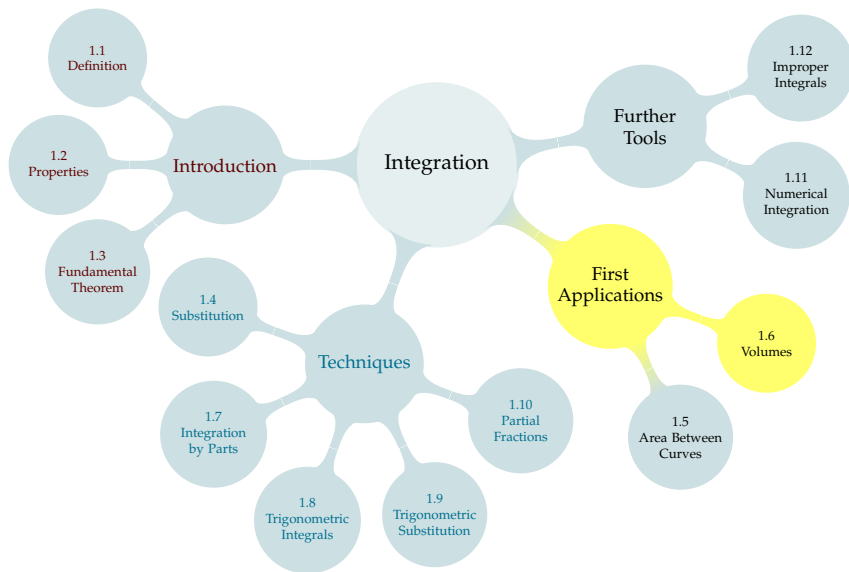 Integration
Introduction
1.1
Definition
1.2
Properties
1.3
Fundamental
Theorem
Techniques
1.4
Substitution
1.7
Integration
by Parts
1.8
Trigonometric
Integrals
1.9
Trigonometric
Substitution
1.10
Partial
Fractions
First
Applications
1.5
Area Between
Curves
1.6
Volumes
Further
Tools
1.11
Numerical
Integration
1.12
Improper
Integrals